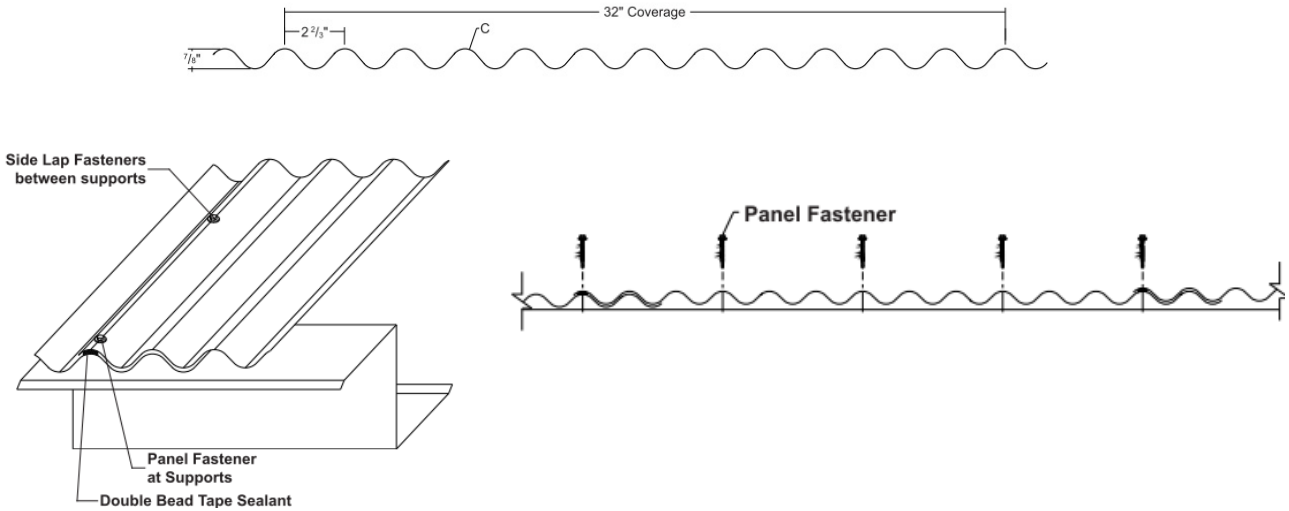 32" Coverage
2 2/3"
C
7/8"
Side Lap Fasteners
between supports
Panel Fastener
Panel Fastener
at Supports
Double Bead Tape Sealant